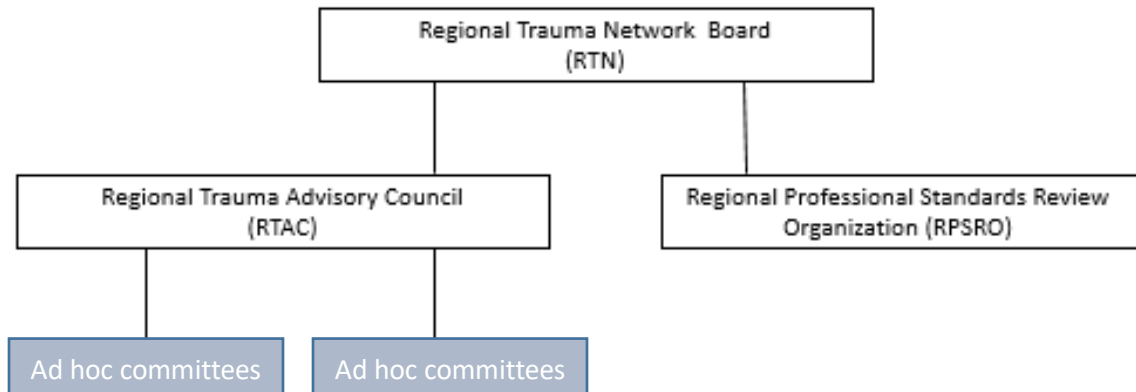 Regional Trauma Network Board
(RTN)
Regional Trauma Advisory Council
(RTAC)
Regional Professional Standards Review
Organization (RPSRO)
Ad hoc committees
Ad hoc committees